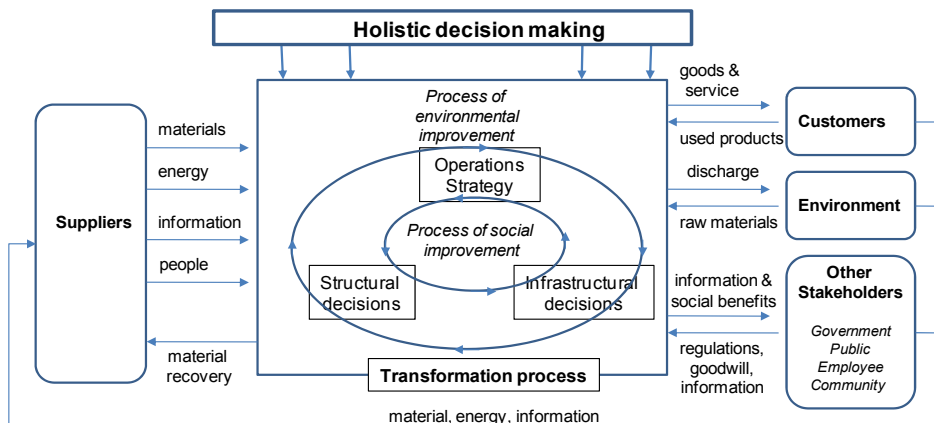 Holistic decision making
Suppliers
materials
energy
information
people
material
recovery
Process of
environmental
improvement
Operations
Strategy
Process of social
improvement
Structural
decisions
Infrastructural
decisions
Transformation process
goods &
service
used products
discharge
raw materials
information &
social benefits
regulations,
goodwill,
information
Customers
Environment
Other
Stakeholders
Government
Public
Employee
Community
material, energy, information